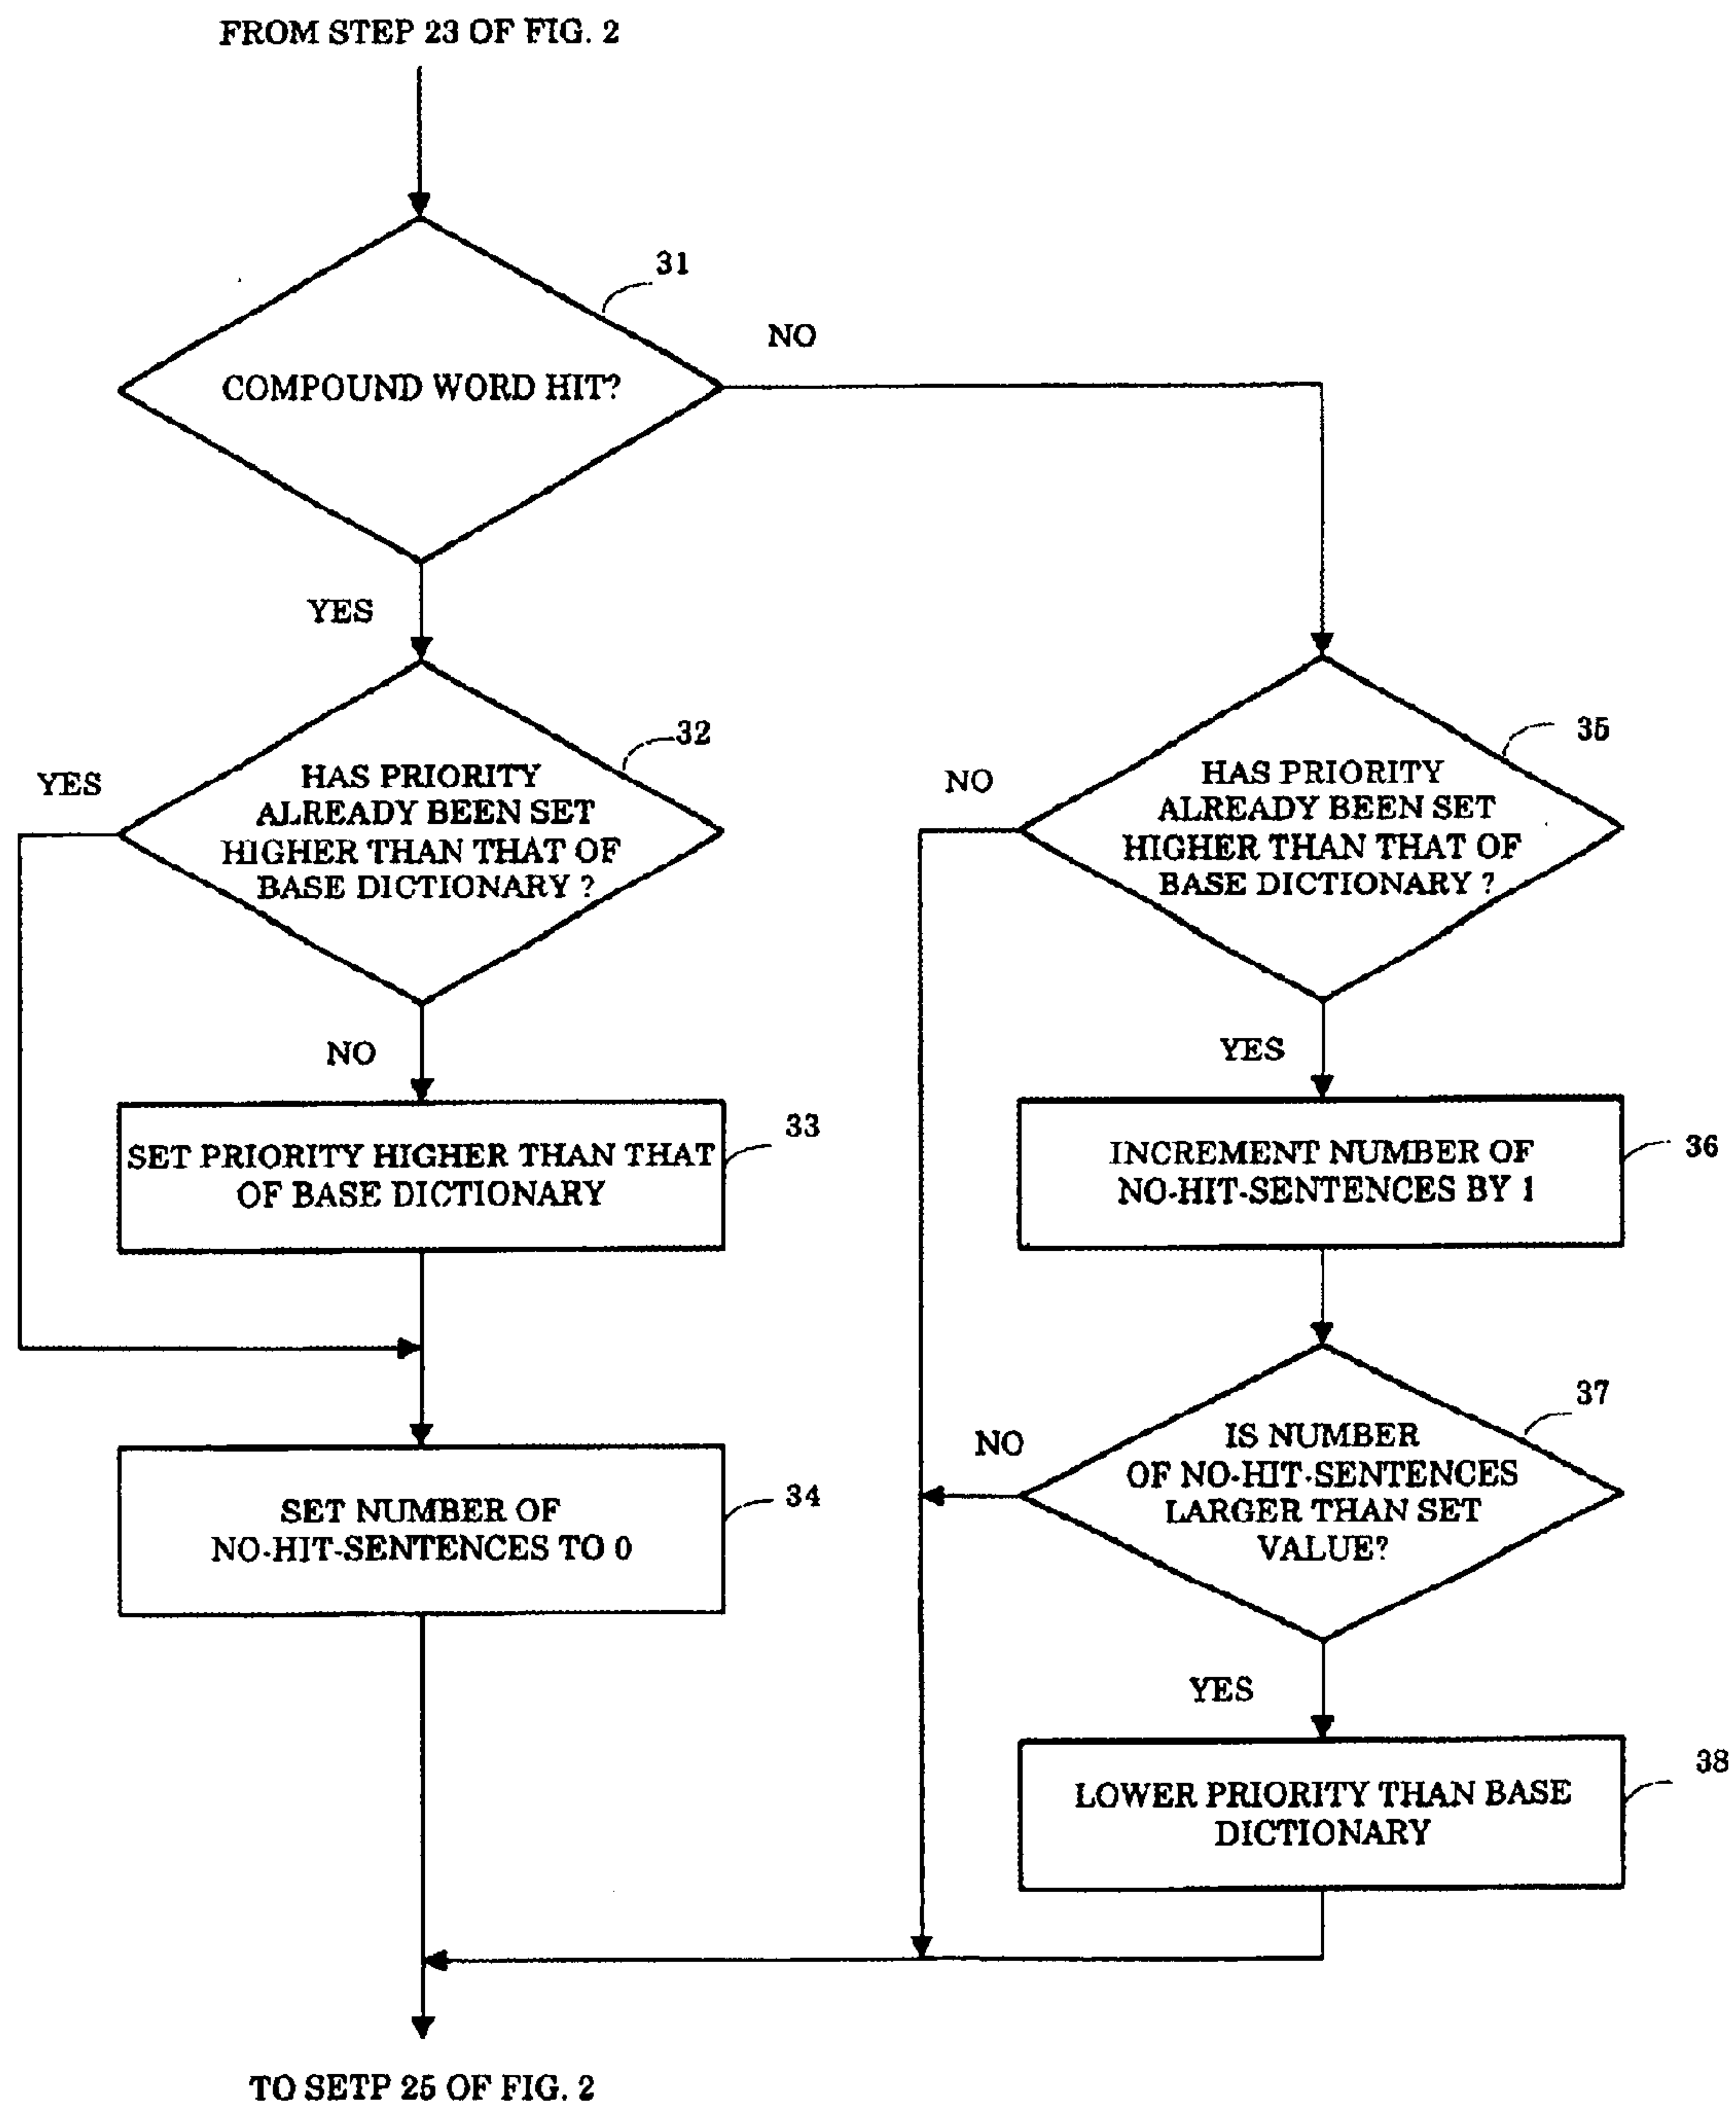 FROM STEP 23 OF FIG. 2
31
NO
COMPOUND WORD HIT?
YES
32
YES
HAS PRIORITY
ALREADY BEEN SET
HIGHER THAN THAT OF
BASE DICTIONARY ?
35
NO
HAS PRIORITY
ALREADY BEEN SET
HIGHER THAN THAT OF
BASE DICTIONARY ?
NO
YES
33
SET PRIORITY HIGHER THAN THAT
OF BASE DICTIONARY
36
INCREMENT NUMBER OF
NO-HIT-SENTENCES BY 1
34
SET NUMBER OF
NO-HIT-SENTENCES TO 0
37
NO
IS NUMBER
OF NO-HIT-SENTENCES
LARGER THAN SET
VALUE?
YES
38
LOWER PRIORITY THAN BASE
DICTIONARY
TO SETP 25 OF FIG. 2